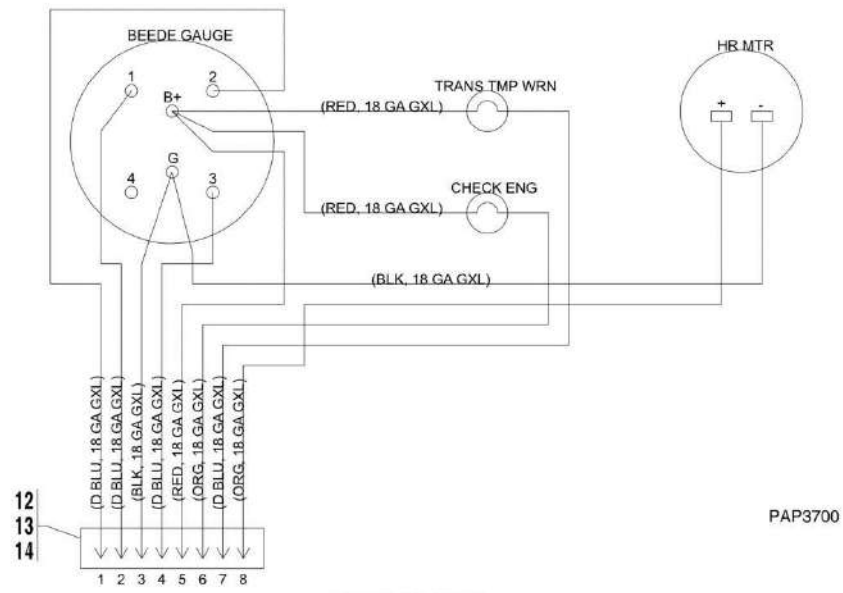 BEEDE GAUGE
HR MTR
1
2
B+
TRANS TMP WRN
(RED, 18 GA GXL)
+
-
G
4
3
CHECK ENG
(RED, 18 GA GXL)
(BLK, 18 GA GXL)
(D BLU, 18 GA GXL)
(D BLU, 18 GA GXL)
(BLK, 18 GA GXL)
(D BLU, 18 GA GXL)
(RED, 18 GA GXL)
(ORG, 18 GA GXL)
(D BLU, 18 GA GXL)
(ORG, 18 GA GXL)
12
13
14
PAP3700
1 2 3 4 5 6 7 8